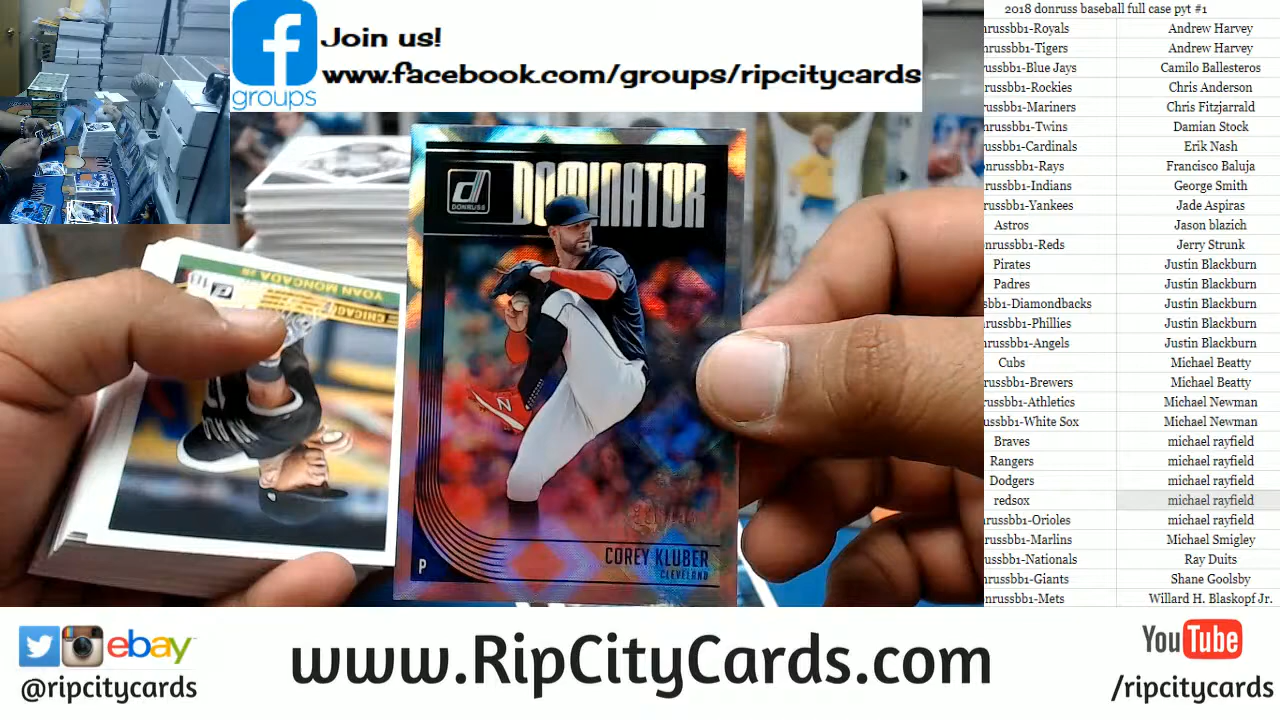 Join us!
www.facebook.com/groups/ripcitycards
f
groups
2018 donruss baseball full case pyt #1
nrussbb1-Royals Andrew Harvey
nrussbb1-Tigers Andrew Harvey
russbb1-Blue Jays Camilo Ballesteros
nrussbb1-Rockies Chris Anderson
russbb1-Mariners Chris Fitzjarrald
nrussbb1-Twins Damian Stock
russbb1-Cardinals Erik Nash
onrussbb1-Rays Francisco Baluja
nrussbb1-Indians George Smith
russbb1-Yankees Jade Aspiras
Astros Jason blazich
onrussbb1-Reds Jerry Strunk
Pirates Justin Blackburn
Padres Justin Blackburn
sbb1-Diamondbacks Justin Blackburn
nrussbb1-Phillies Justin Blackburn
nrussbb1-Angels Justin Blackburn
Cubs Michael Beatty
russbb1-Brewers Michael Beatty
russbb1-Athletics Michael Newman
ussbb1-White Sox Michael Newman
Braves michael rayfield
Rangers michael rayfield
Dodgers michael rayfield
redsox michael rayfield
nrussbb1-Orioles michael rayfield
nrussbb1-Marlins Michael Smigley
ussbb1-Nationals Ray Duits
nrussbb1-Giants Shane Goolsby
onrussbb1-Mets Willard H. Blaskopf Jr.
d
DONRUSS
DOMINATOR
P
COREY KLUBER
CLEVELAND
YOAN MONCADA 2B
CHICAGO
ebay
@ripcitycards
www.RipCityCards.com
YouTube
/ripcitycards